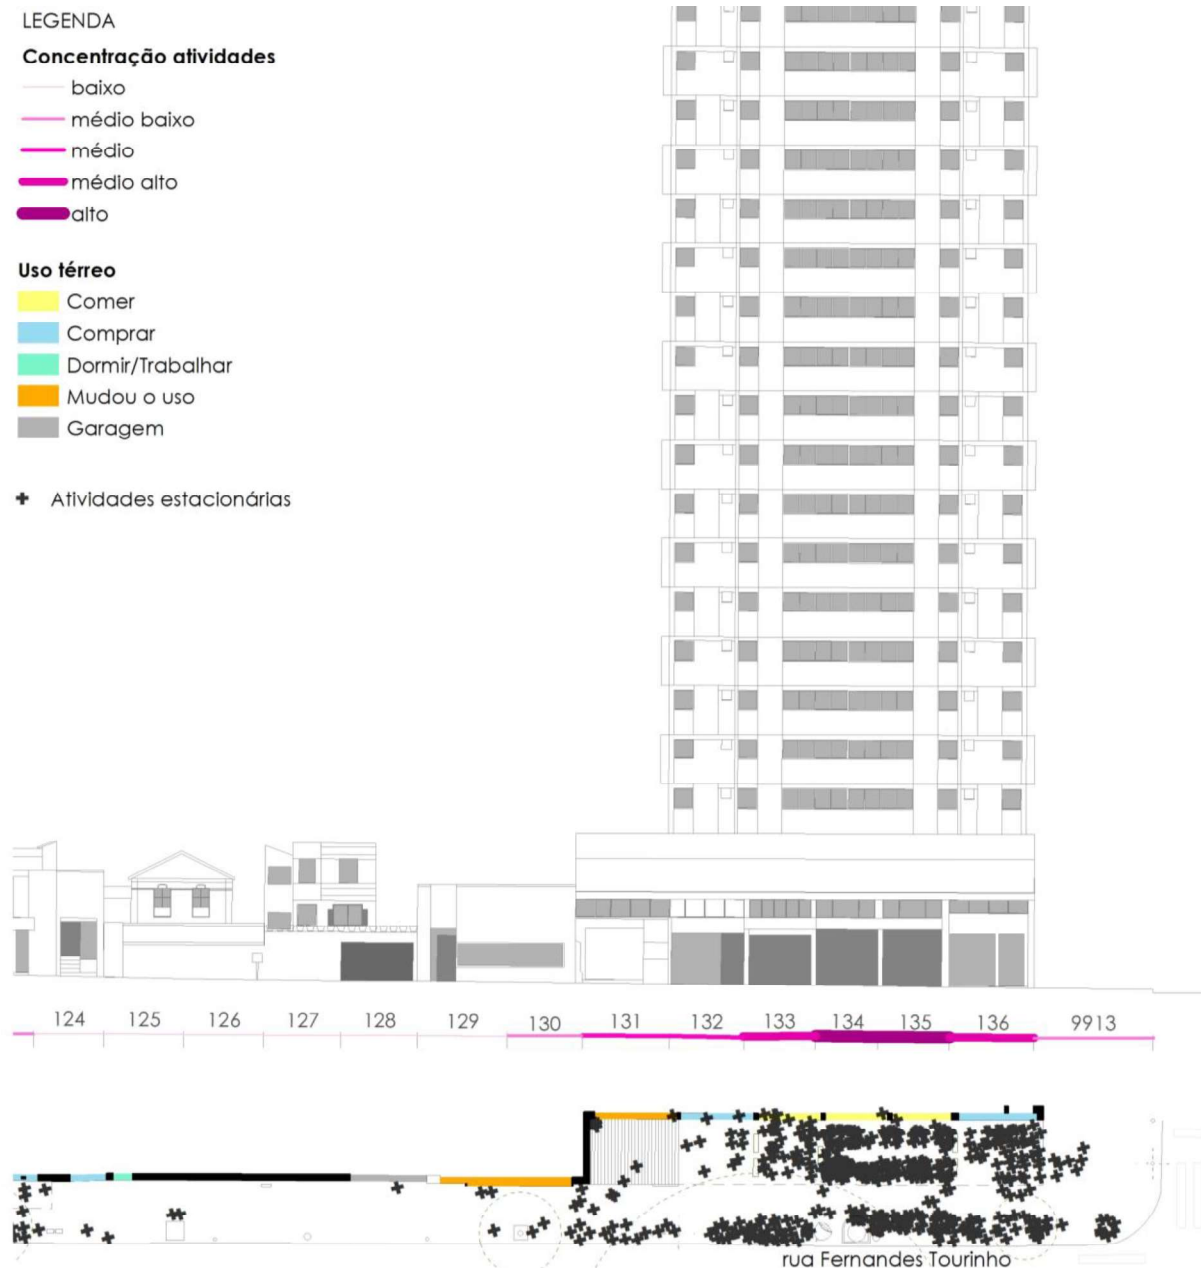 LEGENDA
Concentração atividades
baixo
médio baixo
médio
médio alto
alto
Uso térreo
Comer
Comprar
Dormir/Trabalhar
Mudou o uso
Garagem
Atividades estacionárias
124 125 126 127 128 129 130 131 132 133 134 135 136 9913
rua Fernandes Tourinho